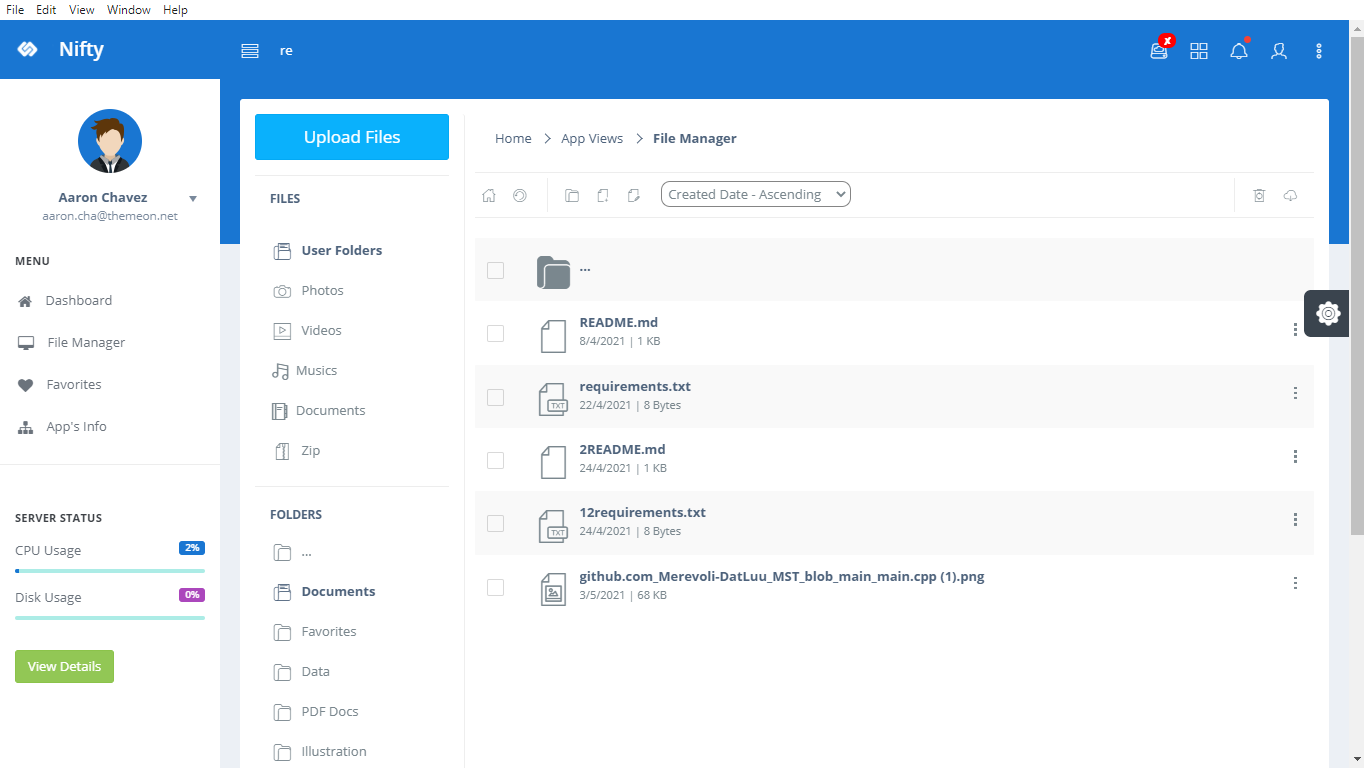 File Edit View Window Help
Nifty
re
x
Aaron Chavez
aaron.cha@themeon.net
MENU
Dashboard
File Manager
Favorites
App's Info
SERVER STATUS
CPU Usage 2%
Disk Usage 0%
View Details
Upload Files
FILES
User Folders
Photos
Videos
Musics
Documents
Zip
FOLDERS
...
Documents
Favorites
Data
PDF Docs
Illustration
Home > App Views > File Manager
Created Date - Ascending
...
README.md
8/4/2021 | 1 KB
TXT
requirements.txt
22/4/2021 | 8 Bytes
2README.md
24/4/2021 | 1 KB
TXT
12requirements.txt
24/4/2021 | 8 Bytes
github.com_Merevoli-DatLuu_MST_blob_main_main.cpp (1).png
3/5/2021 | 68 KB